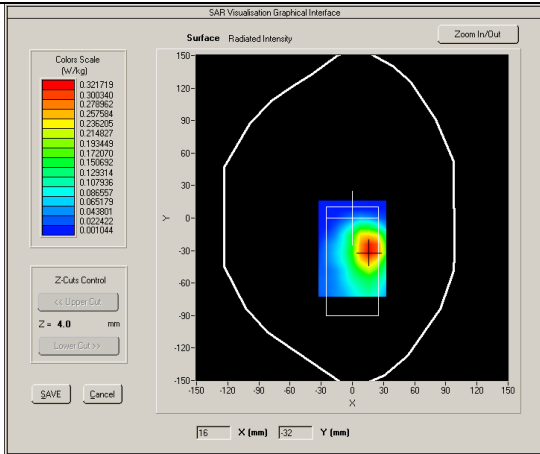 SAR Visualisation Graphical Interface
Surface Radiated Intensity
Zoom In/Out
Colors Scale
(W/kg)
0.321719
0.300340
0.278962
0.257584
0.236205
0.214827
0.193449
0.172070
0.150692
0.129314
0.107936
0.086557
0.065179
0.043801
0.022422
0.001044
Z-Cuts Control
<< Upper Cut
Z = 4.0 mm
Lower Cut >>
SAVE Cancel
150
120
90
60
30
0
-30
-60
-90
-120
-150
Y
-150 -120 -90 -60 -30 0 30 60 90 120 150
X
16 X (mm) -32 Y (mm)